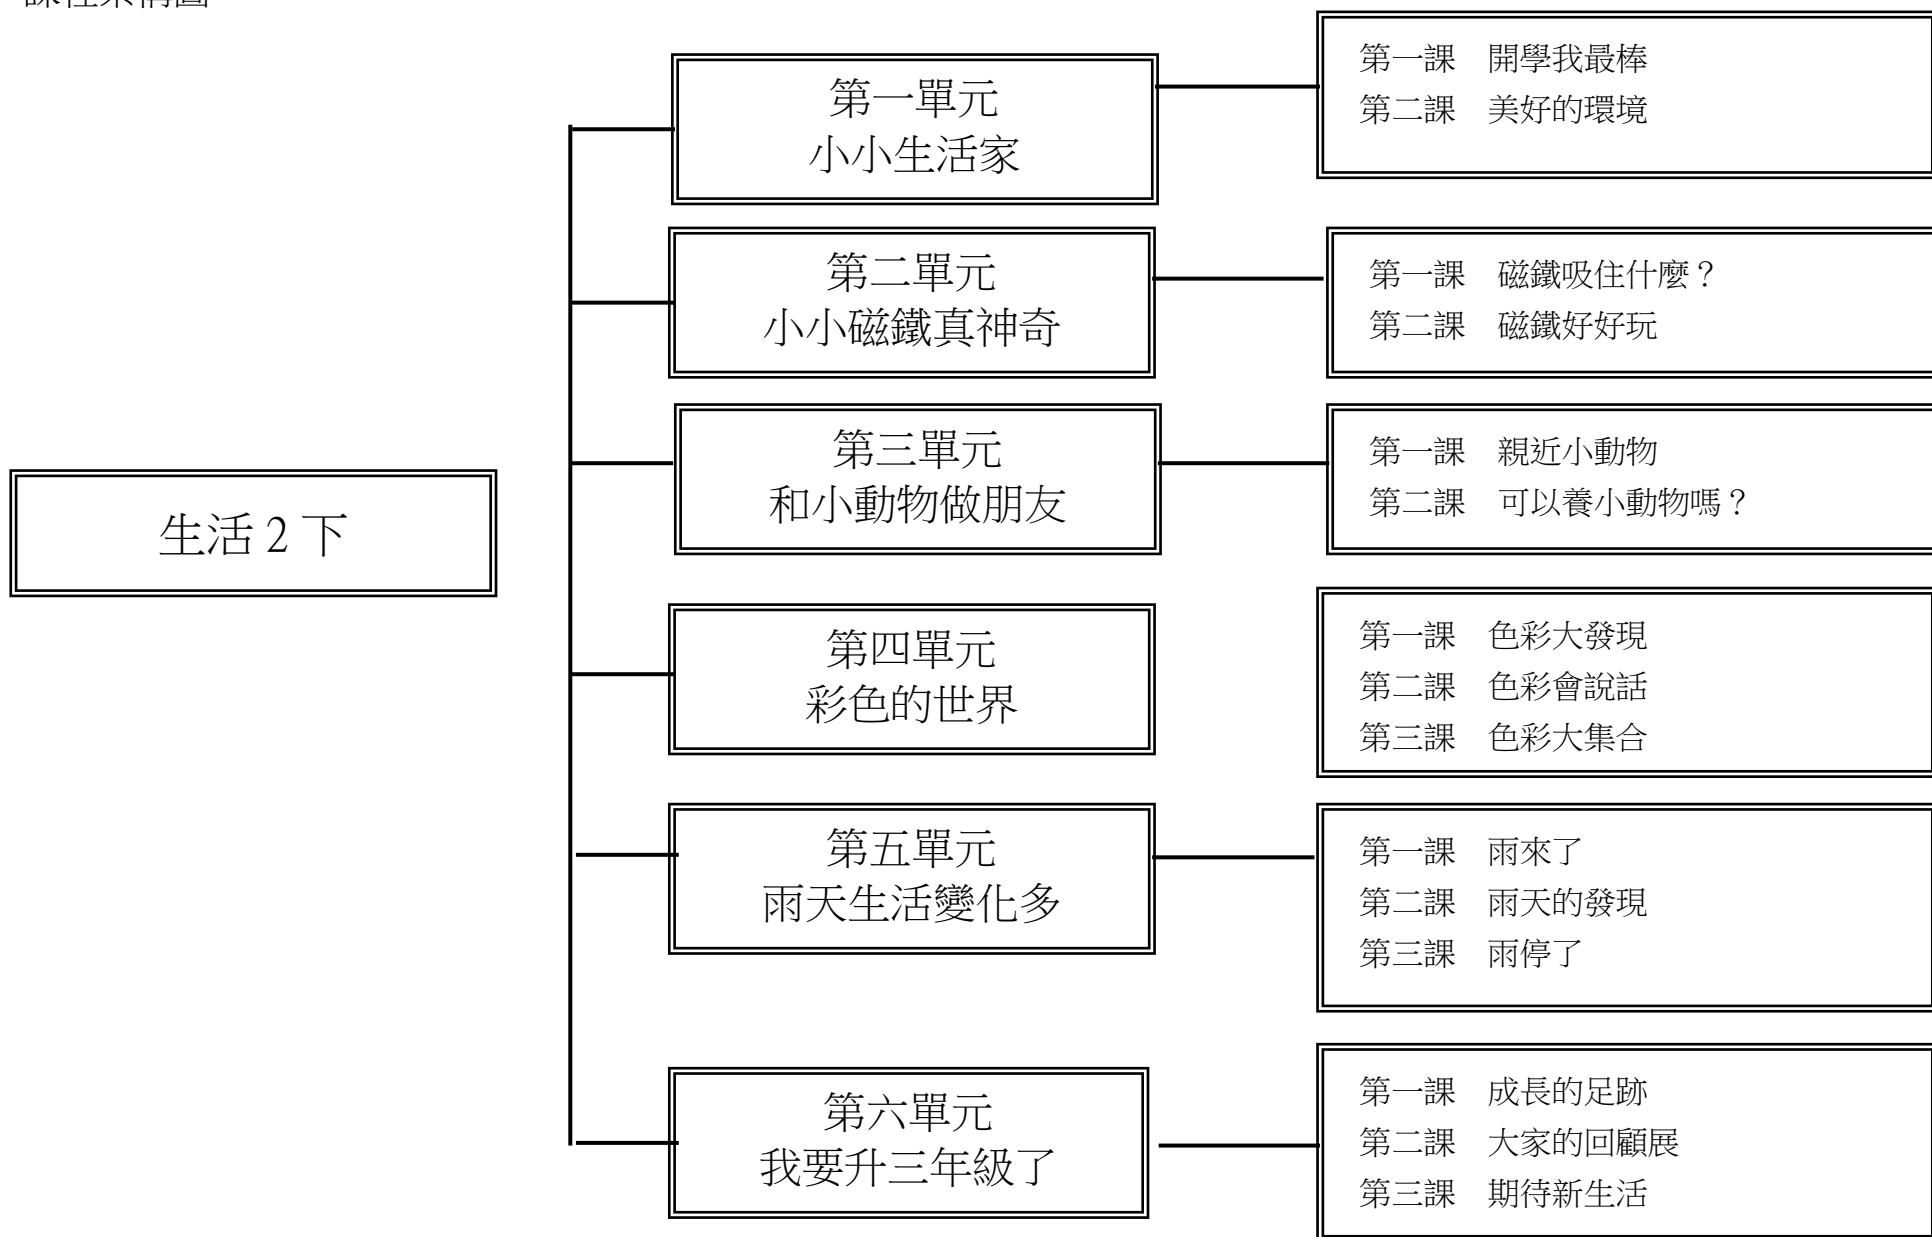 生活2下
第一單元
小小生活家
第一課 開學我最棒
第二課 美好的環境
第二單元
小小磁鐵真神奇
第一課 磁鐵吸住什麼？
第二課 磁鐵好好玩
第三單元
和小動物做朋友
第一課 親近小動物
第二課 可以養小動物嗎？
第四單元
彩色的世界
第一課 色彩大發現
第二課 色彩會說話
第三課 色彩大集合
第五單元
雨天生活變化多
第一課 雨來了
第二課 雨天的發現
第三課 雨停了
第六單元
我要升三年級了
第一課 成長的足跡
第二課 大家的回顧展
第三課 期待新生活